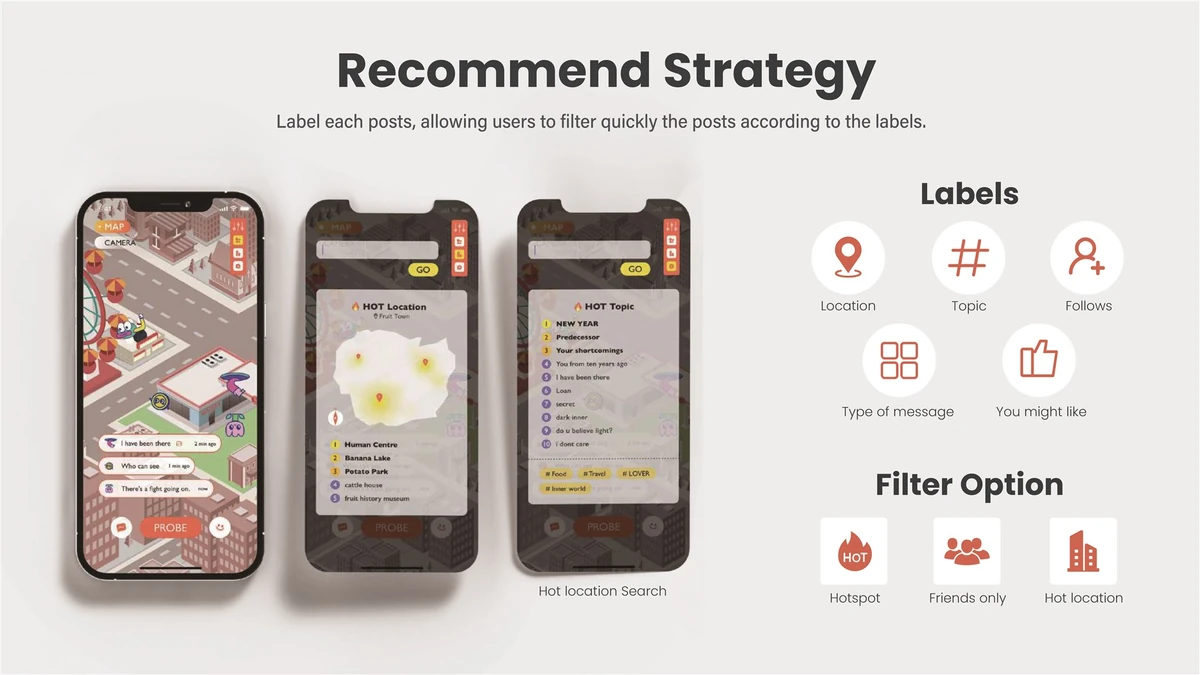 Recommend Strategy
Label each posts, allowing users to filter quickly the posts according to the labels.
MAP
CAMERA
I have been there
2 min ago
Who can see
1 min ago
There's a fight going on.
now
PROBE
MAP
GO
HOT Location
Fruit Town
1 Human Centre
2 Banana Lake
3 Potato Park
4 cattle house
5 fruit history museum
PROBE
MAP
GO
HOT Topic
1 NEW YEAR
2 Predecessor
3 Your shortcomings
4 You from ten years ago
5 I have been there
6 Loan
7 secret
8 dark inner
9 do u believe light?
10 i dont care
# Food # Travel # LOVER
# Inner world
PROBE
Hot location Search
Labels
Location Topic Follows
Type of message You might like
Filter Option
HOT
Hotspot Friends only Hot location